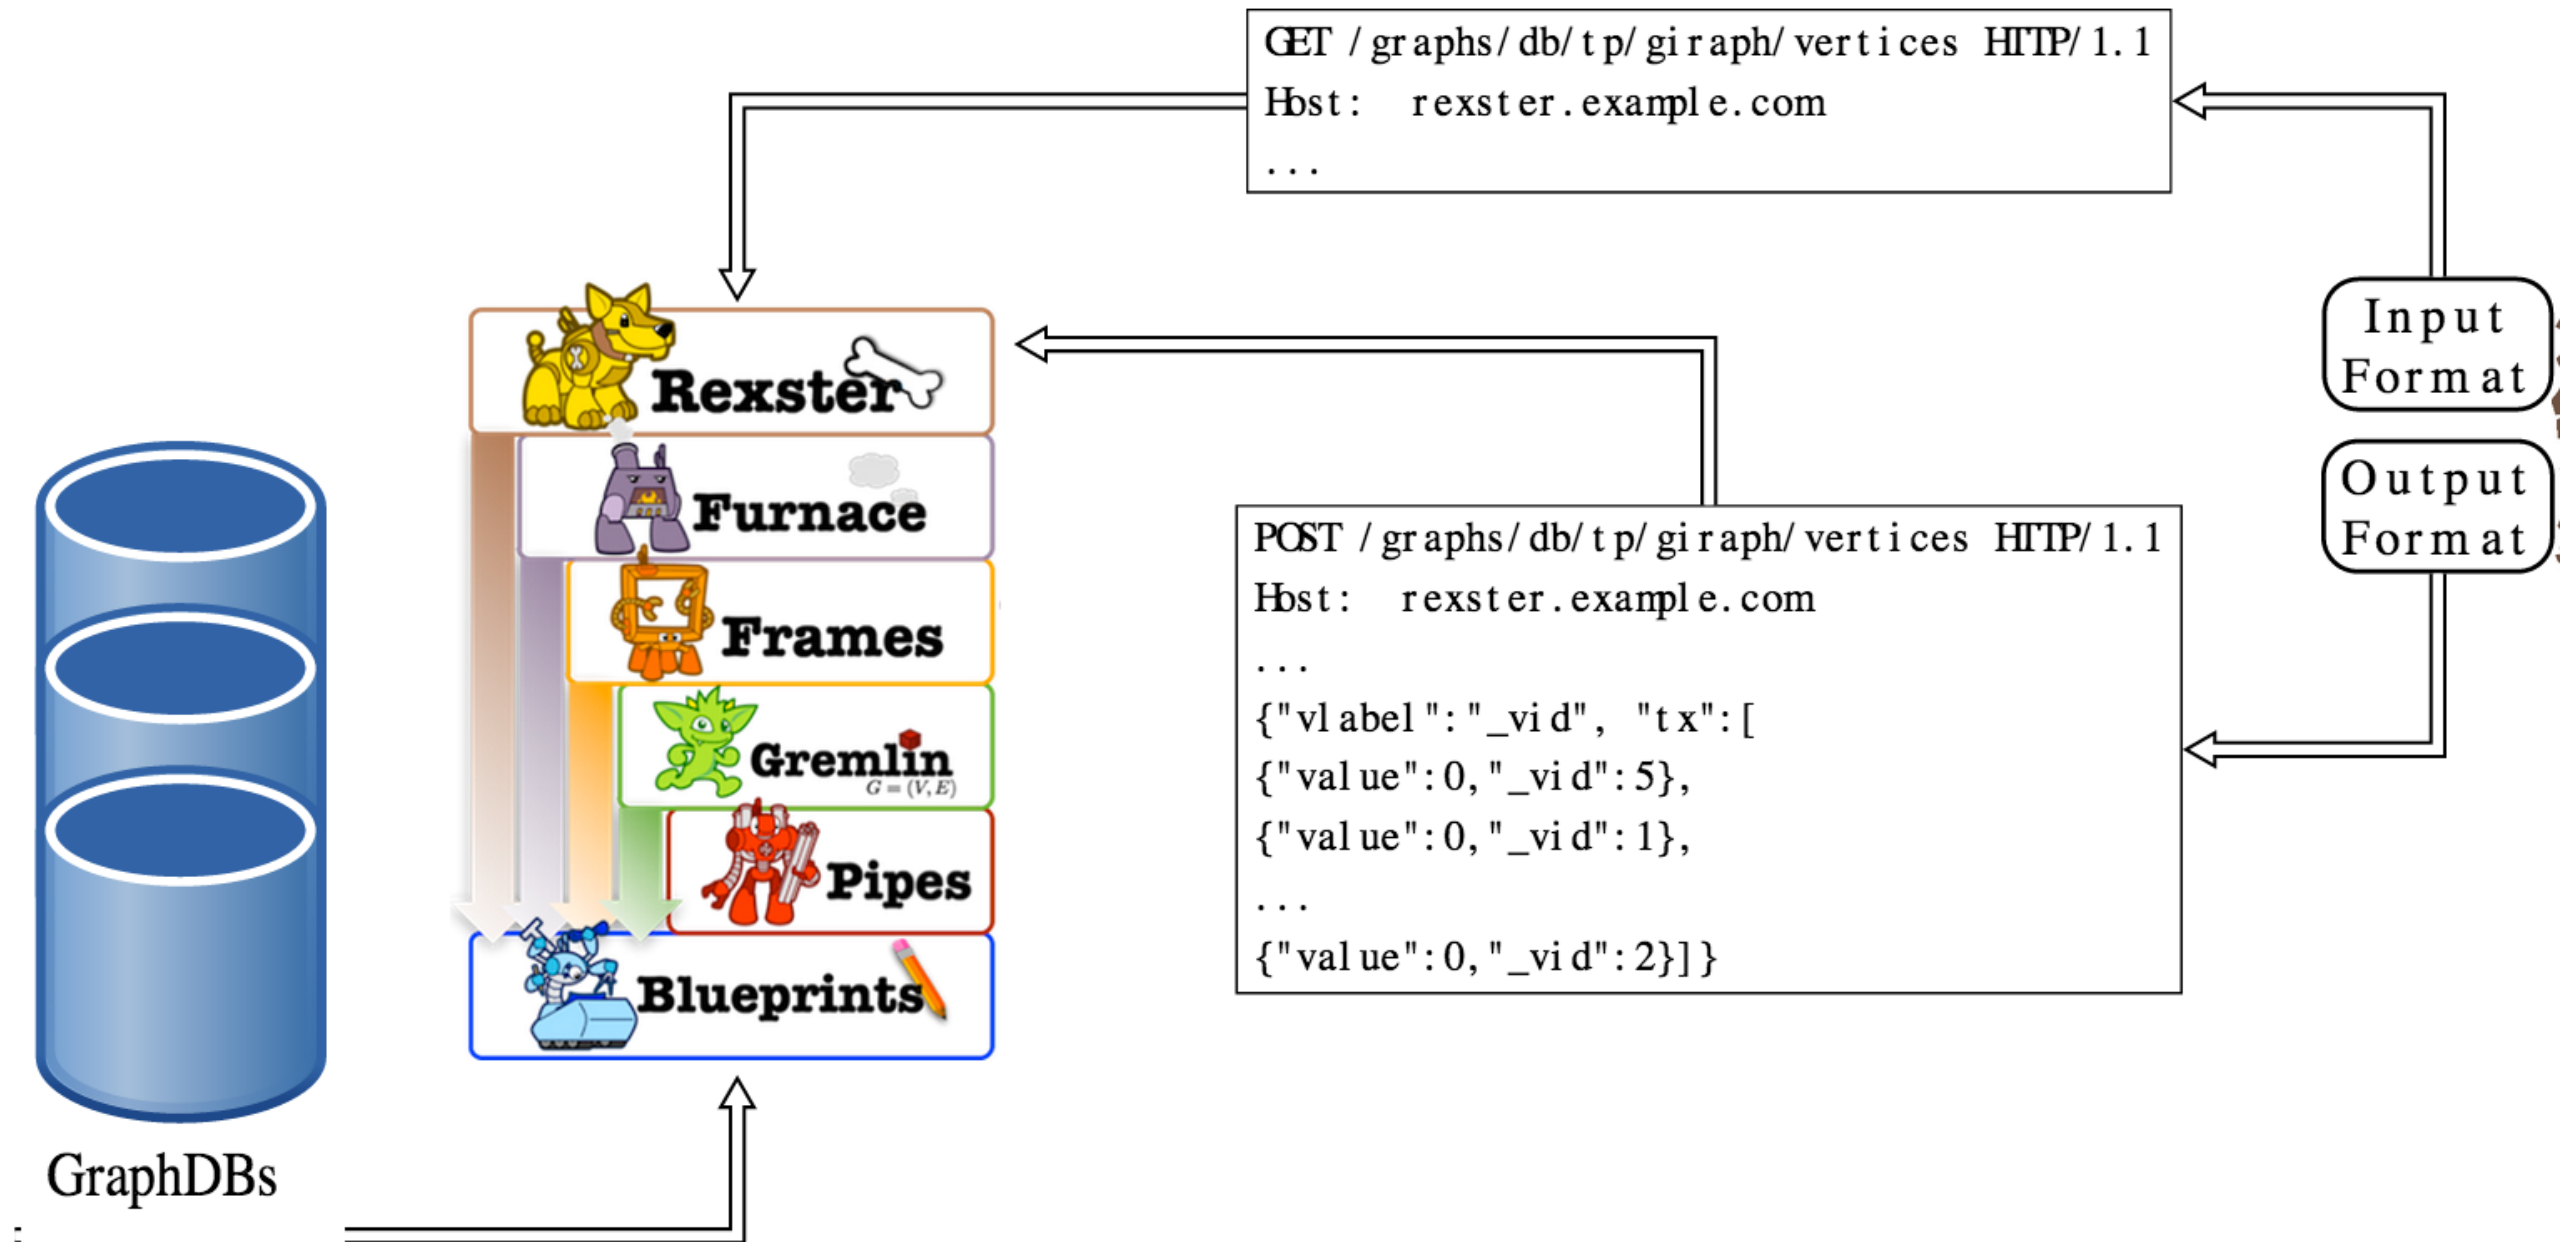 GET /graphs/db/tp/giraph/vertices HTTP/1.1
Host: rexster.example.com
...
Input
Format
Output
Format
Rexster
Furnace
Frames
Gremlin
G = (V, E)
Pipes
Blueprints
POST /graphs/db/tp/giraph/vertices HTTP/1.1
Host: rexster.example.com
...
{"vlabel":"_vid", "tx":[
{"value":0,"_vid":5},
{"value":0,"_vid":1},
...
{"value":0,"_vid":2}]}
GraphDBs